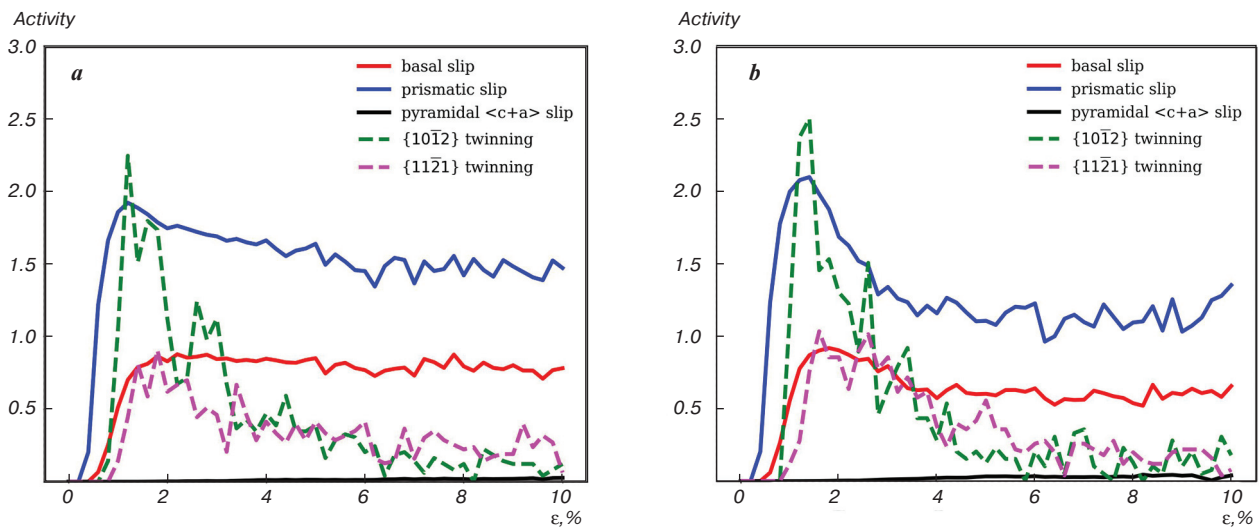 Activity
3.0
2.5
2.0
1.5
1.0
0.5
a
basal slip
prismatic slip
pyramidal <c+a> slip
{101̅2} twinning
{112̅1} twinning
0 2 4 6 8 10
ε, %
Activity
3.0
2.5
2.0
1.5
1.0
0.5
b
basal slip
prismatic slip
pyramidal <c+a> slip
{101̅2} twinning
{112̅1} twinning
0 2 4 6 8 10
ε, %